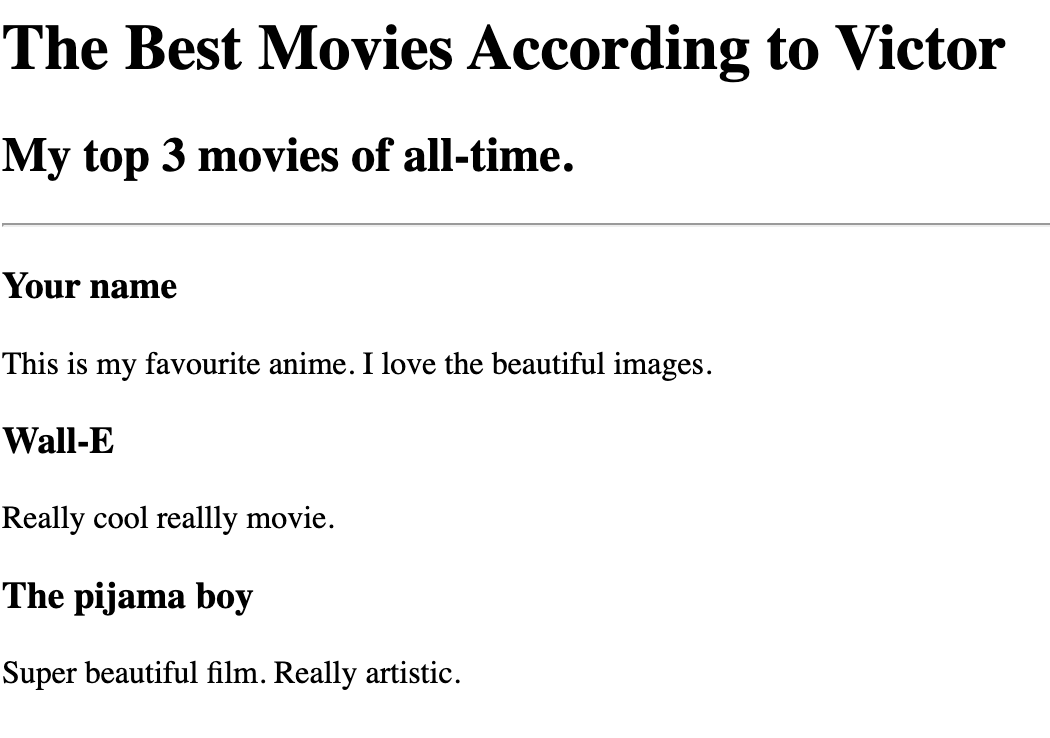 The Best Movies According to Victor
My top 3 movies of all-time.
Your name
This is my favourite anime. I love the beautiful images.
Wall-E
Really cool reallly movie.
The pijama boy
Super beautiful film. Really artistic.